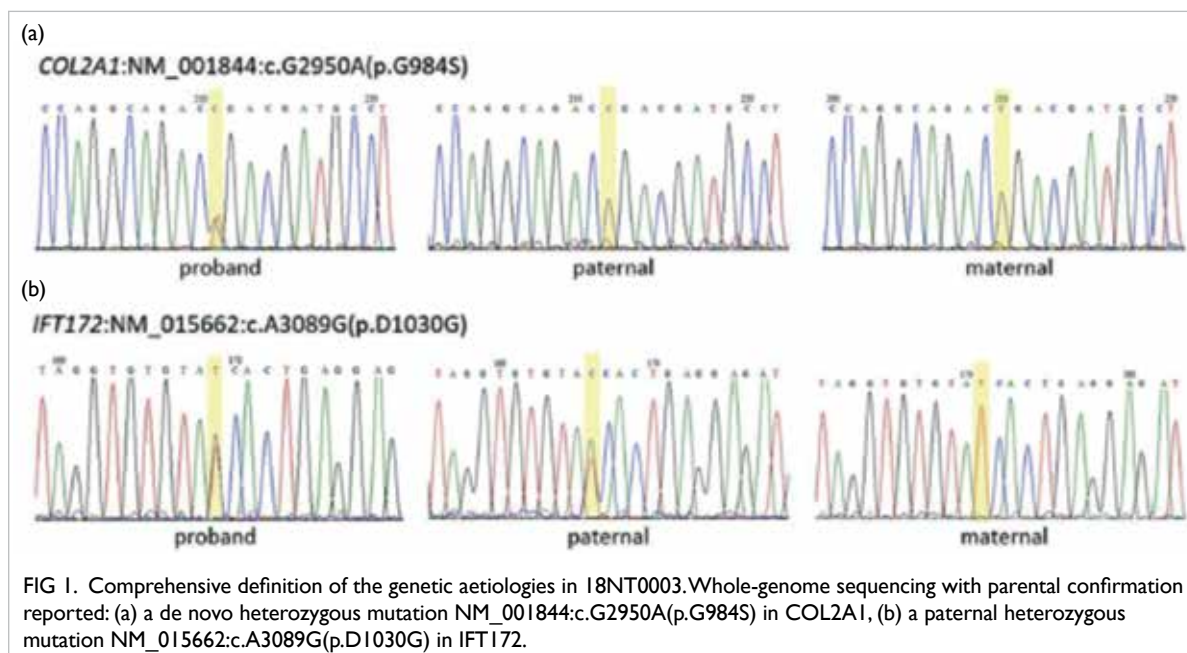 (a)
COL2A1:NM_001844:c.G2950A(p.G984S)
proband paternal maternal
(b)
IFT172:NM_015662:c.A3089G(p.D1030G)
T A G G T G T G T A T C A C T G A G G A G
proband paternal maternal
FIG 1. Comprehensive definition of the genetic aetiologies in 18NT0003.Whole-genome sequencing with parental confirmation
reported: (a) a de novo heterozygous mutation NM_001844:c.G2950A(p.G984S) in COL2A1, (b) a paternal heterozygous
mutation NM_015662:c.A3089G(p.D1030G) in IFT172.